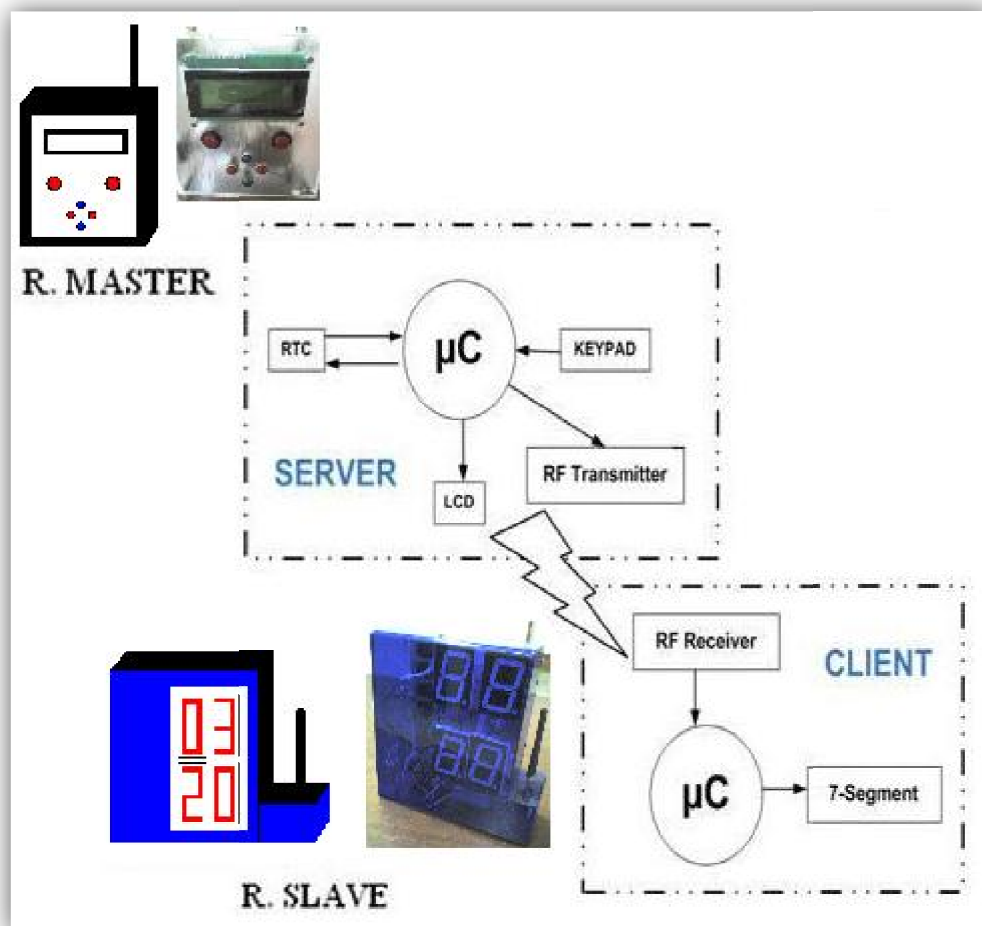 R. MASTER
RTC
µC
KEYPAD
SERVER
RF Transmitter
LCD
RF Receiver
CLIENT
03
20
µC
7-Segment
R. SLAVE